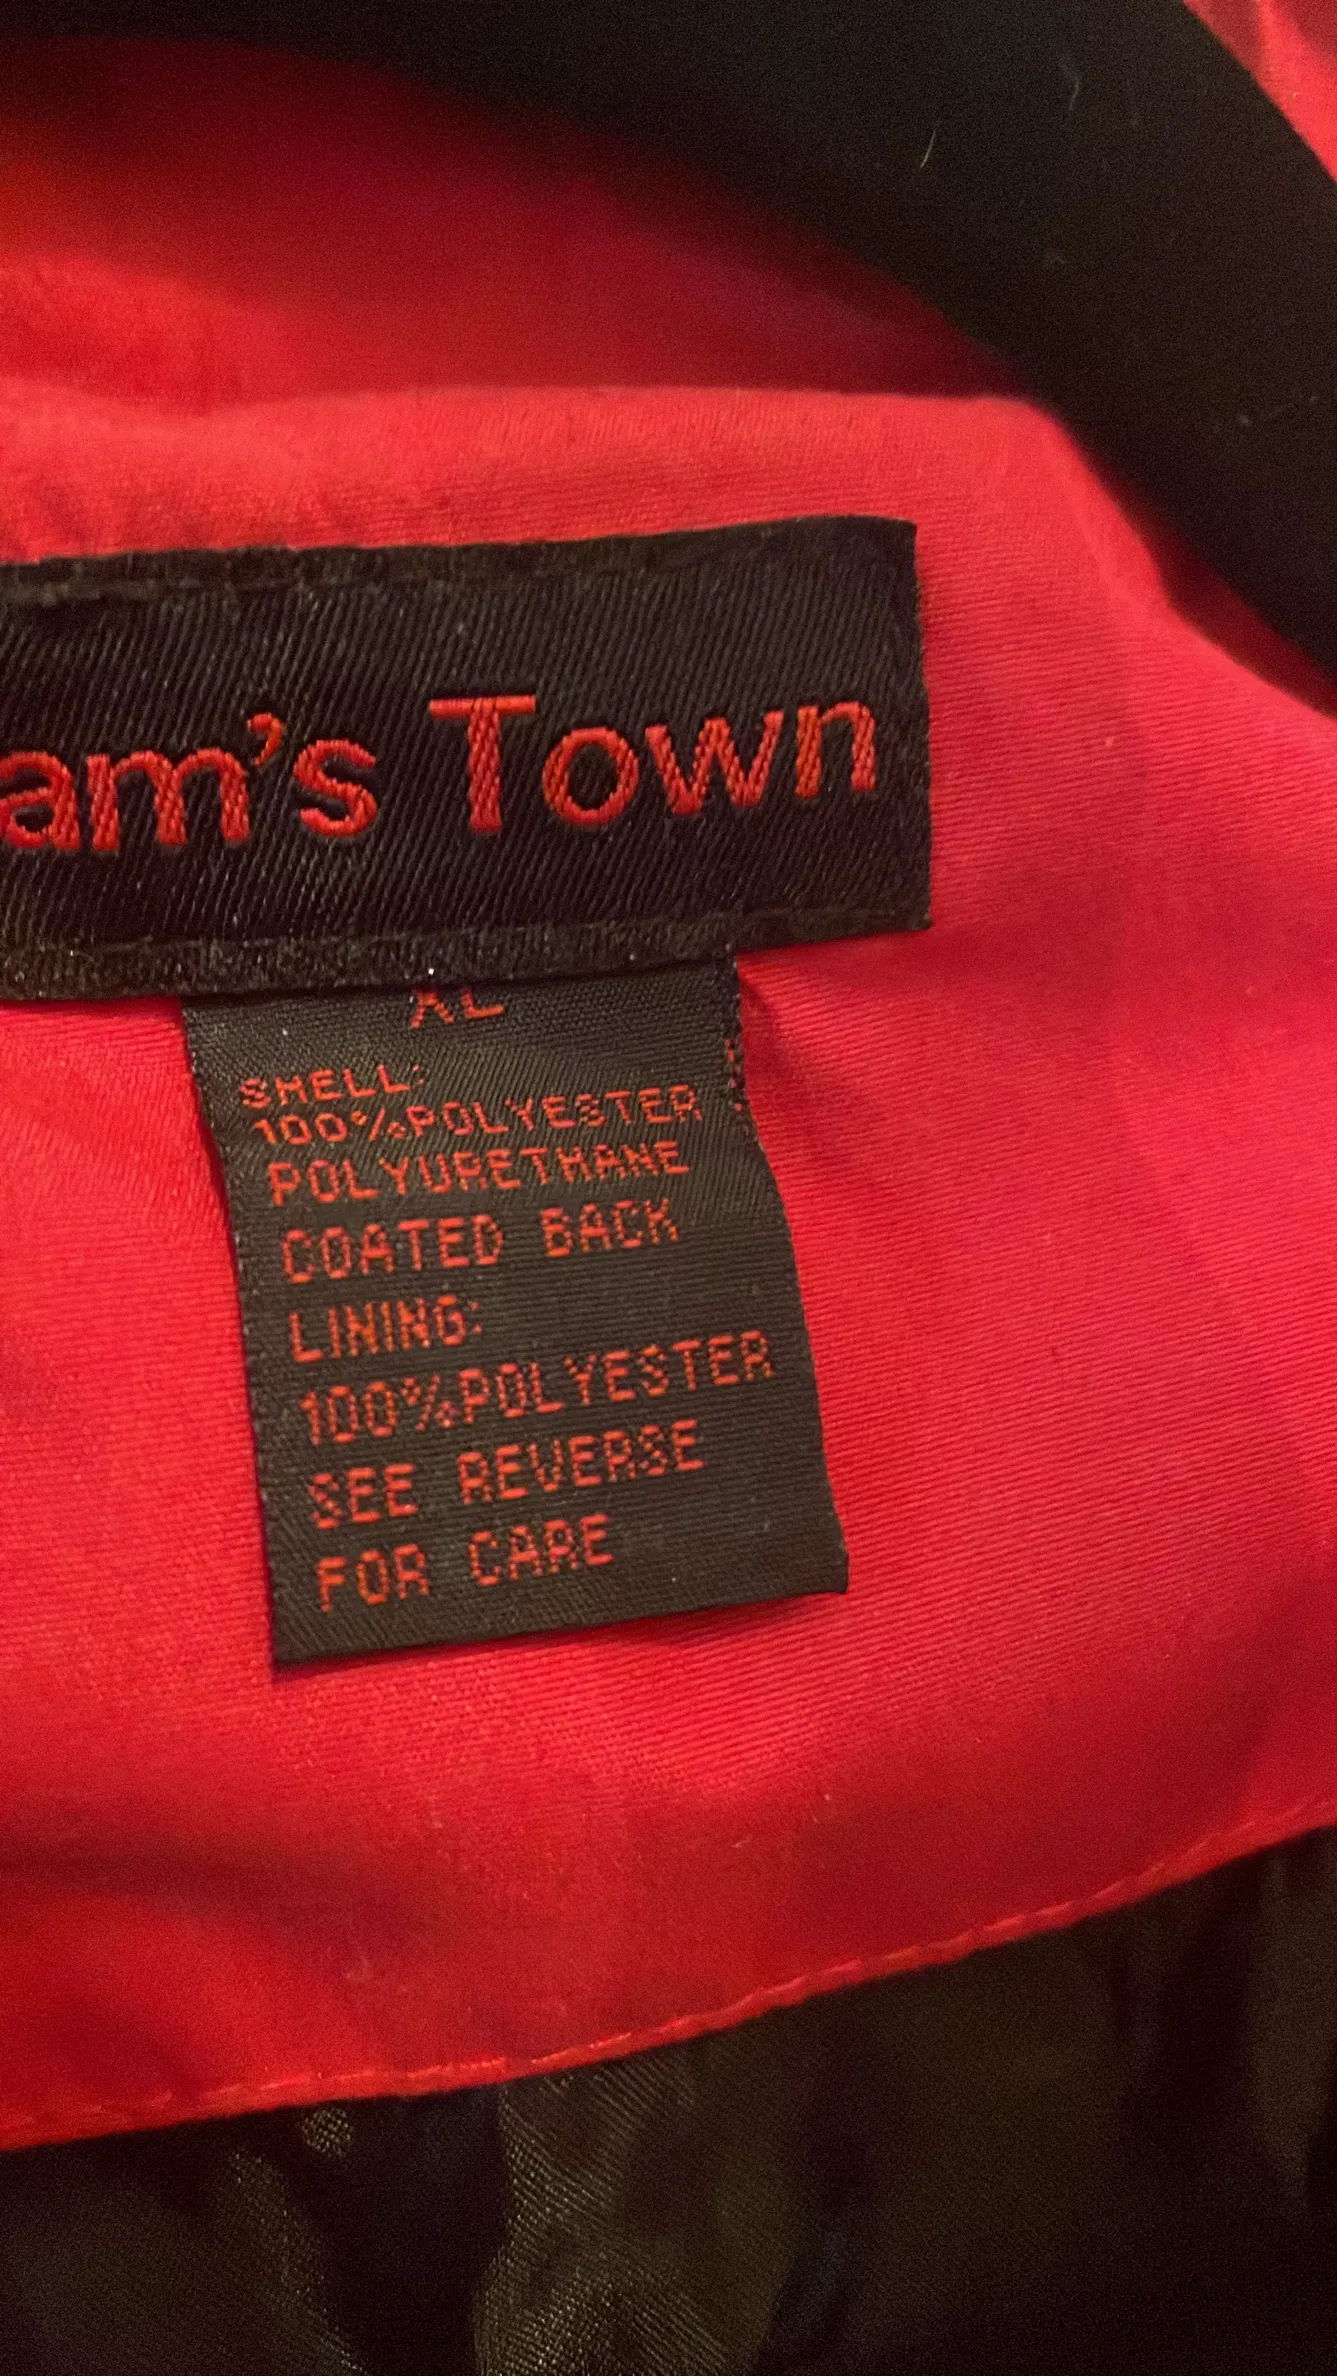 am's Town
XL
SHELL:
100%POLYESTER
POLYURETHANE
COATED BACK
LINING:
100%POLYESTER
SEE REVERSE
FOR CARE